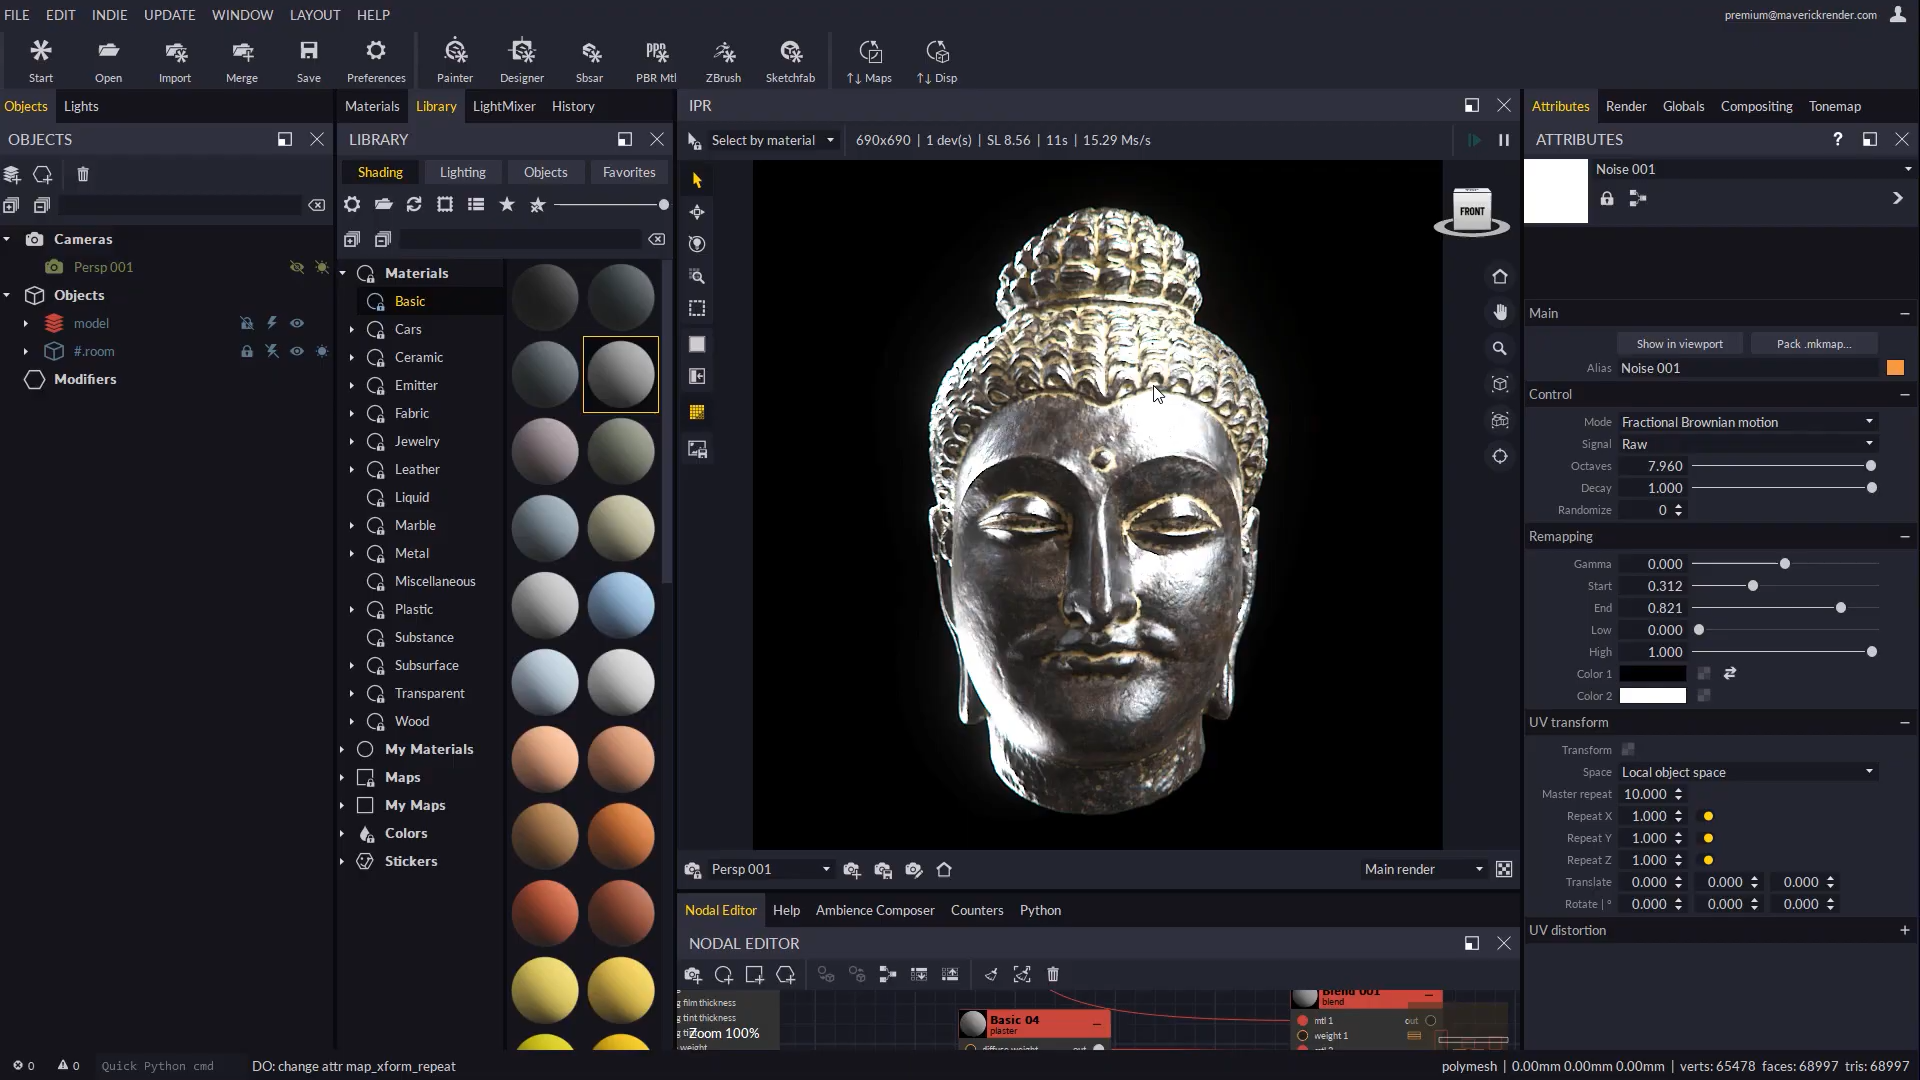 FILE EDIT INDIE UPDATE WINDOW LAYOUT HELP
premium@maverickrender.com
Start Open Import Merge Save Preferences Painter Designer Sbsar PBR Mtl ZBrush Sketchfab ↑↓ Maps ↑↓ Disp
Objects Lights
OBJECTS
Cameras
Persp 001
Objects
model
#.room
Modifiers
Materials Library LightMixer History
LIBRARY
Shading Lighting Objects Favorites
Materials
Basic
Cars
Ceramic
Emitter
Fabric
Jewelry
Leather
Liquid
Marble
Metal
Miscellaneous
Plastic
Substance
Subsurface
Transparent
Wood
My Materials
Maps
My Maps
Colors
Stickers
IPR
Select by material 690x690 | 1 dev(s) | SL 8.56 | 11s | 15.29 Ms/s
FRONT
Persp 001 Main render
Nodal Editor Help Ambience Composer Counters Python
NODAL EDITOR
g film thickness
g tint thickness
Zoom 100%
weight
Basic 04
plaster
diffuse weight out
Blend 001
blend
mtl 1 out
weight 1
mtl 2
Attributes Render Globals Compositing Tonemap
ATTRIBUTES ?
Noise 001
Main
Show in viewport Pack .mkmap...
Alias Noise 001
Control
Mode Fractional Brownian motion
Signal Raw
Octaves 7.960
Decay 1.000
Randomize 0
Remapping
Gamma 0.000
Start 0.312
End 0.821
Low 0.000
High 1.000
Color 1
Color 2
UV transform
Transform
Space Local object space
Master repeat 10.000
Repeat X 1.000
Repeat Y 1.000
Repeat Z 1.000
Translate 0.000 0.000 0.000
Rotate | ° 0.000 0.000 0.000
UV distortion
0 0 Quick Python cmd DO: change attr map_xform_repeat
polymesh | 0.00mm 0.00mm 0.00mm | verts: 65478 faces: 68997 tris: 68997